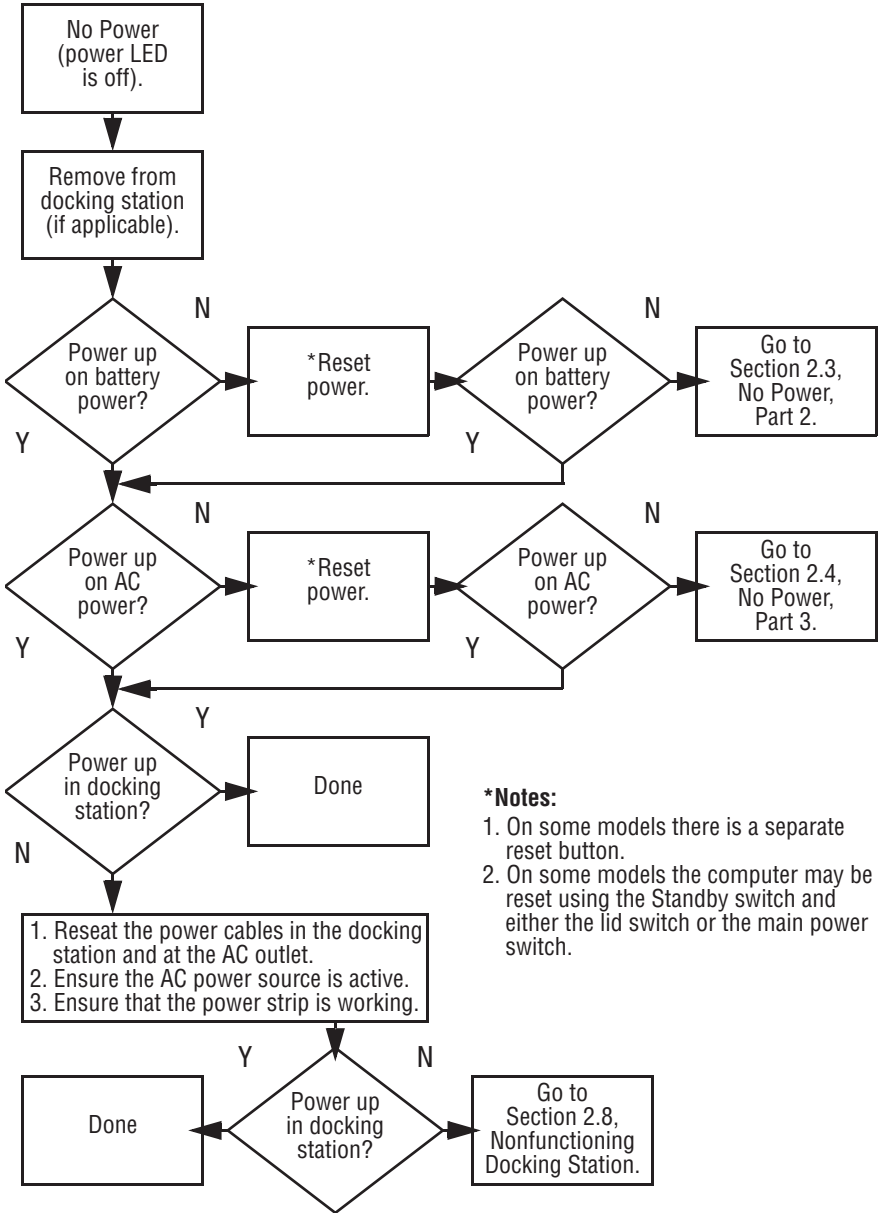 No Power
(power LED
is off).
Remove from
docking station
(if applicable).
N
N
Power up
on battery
power?
*Reset
power.
Power up
on battery
power?
Go to
Section 2.3,
No Power,
Part 2.
Y
Y
N
N
Power up
on AC
power?
*Reset
power.
Power up
on AC
power?
Go to
Section 2.4,
No Power,
Part 3.
Y
Y
Y
Power up
in docking
station?
Done
N
*Notes:
1. On some models there is a separate
reset button.
2. On some models the computer may be
reset using the Standby switch and
either the lid switch or the main power
switch.
1. Reseat the power cables in the docking
station and at the AC outlet.
2. Ensure the AC power source is active.
3. Ensure that the power strip is working.
Y
N
Done
Power up
in docking
station?
Go to
Section 2.8,
Nonfunctioning
Docking Station.